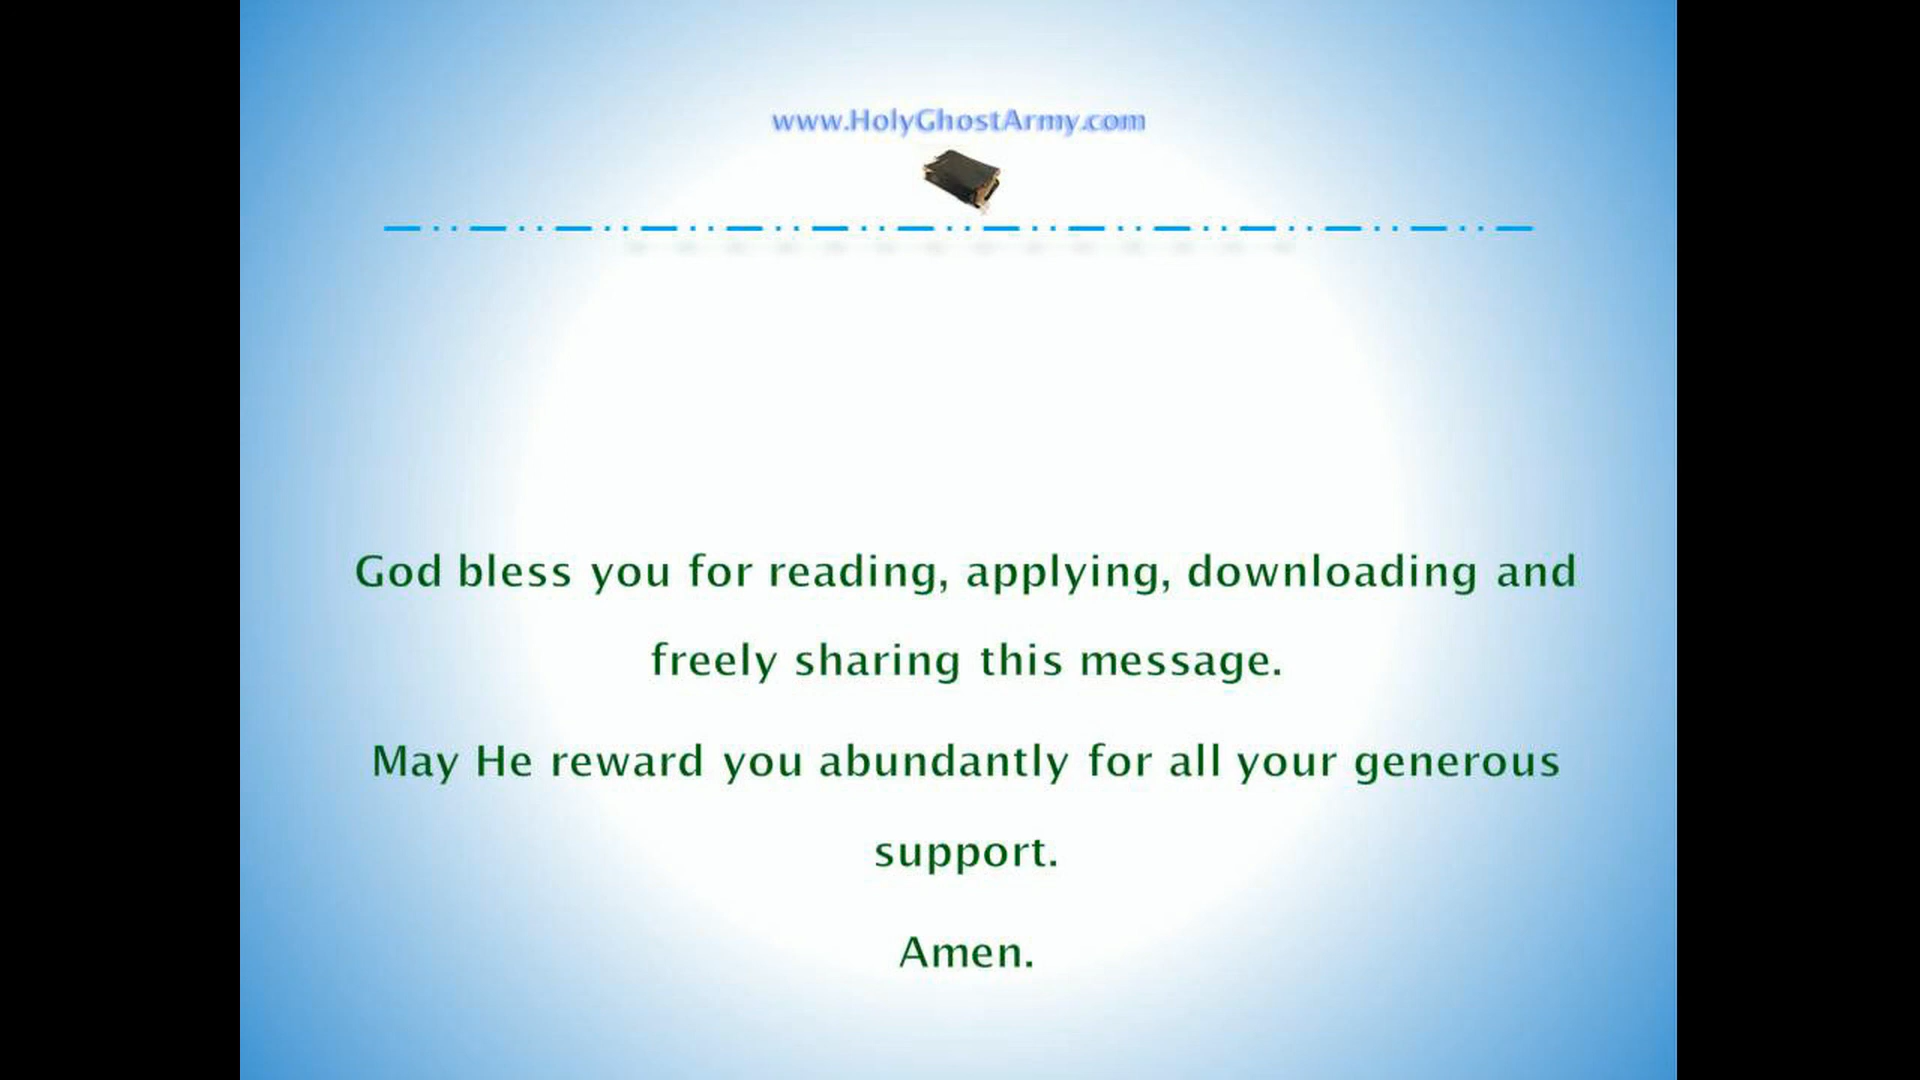 www.HolyGhostArmy.com
God bless you for reading, applying, downloading and
freely sharing this message.
May He reward you abundantly for all your generous
support.
Amen.